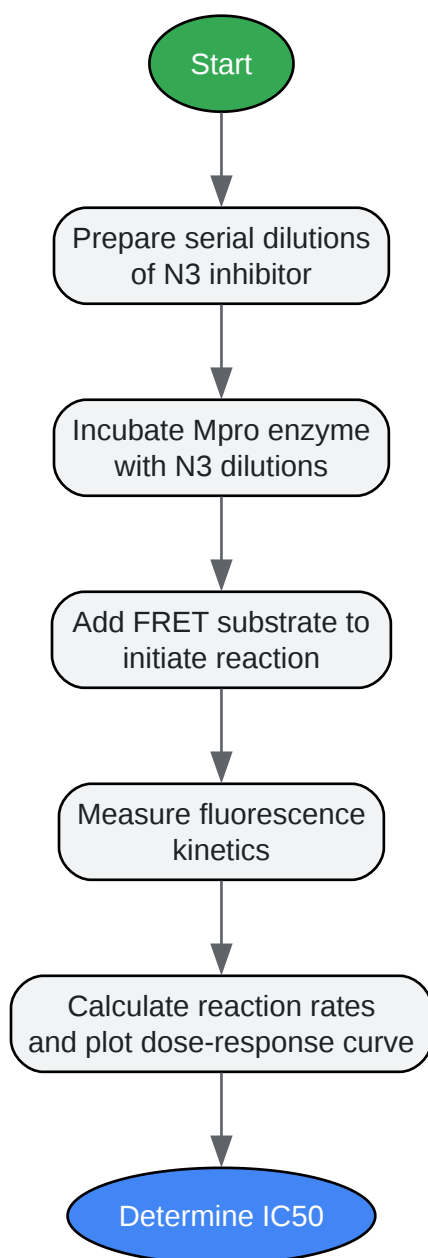 Start
Prepare serial dilutions
of N3 inhibitor
Incubate Mpro enzyme
with N3 dilutions
Add FRET substrate to
initiate reaction
Measure fluorescence
kinetics
Calculate reaction rates
and plot dose-response curve
Determine IC50